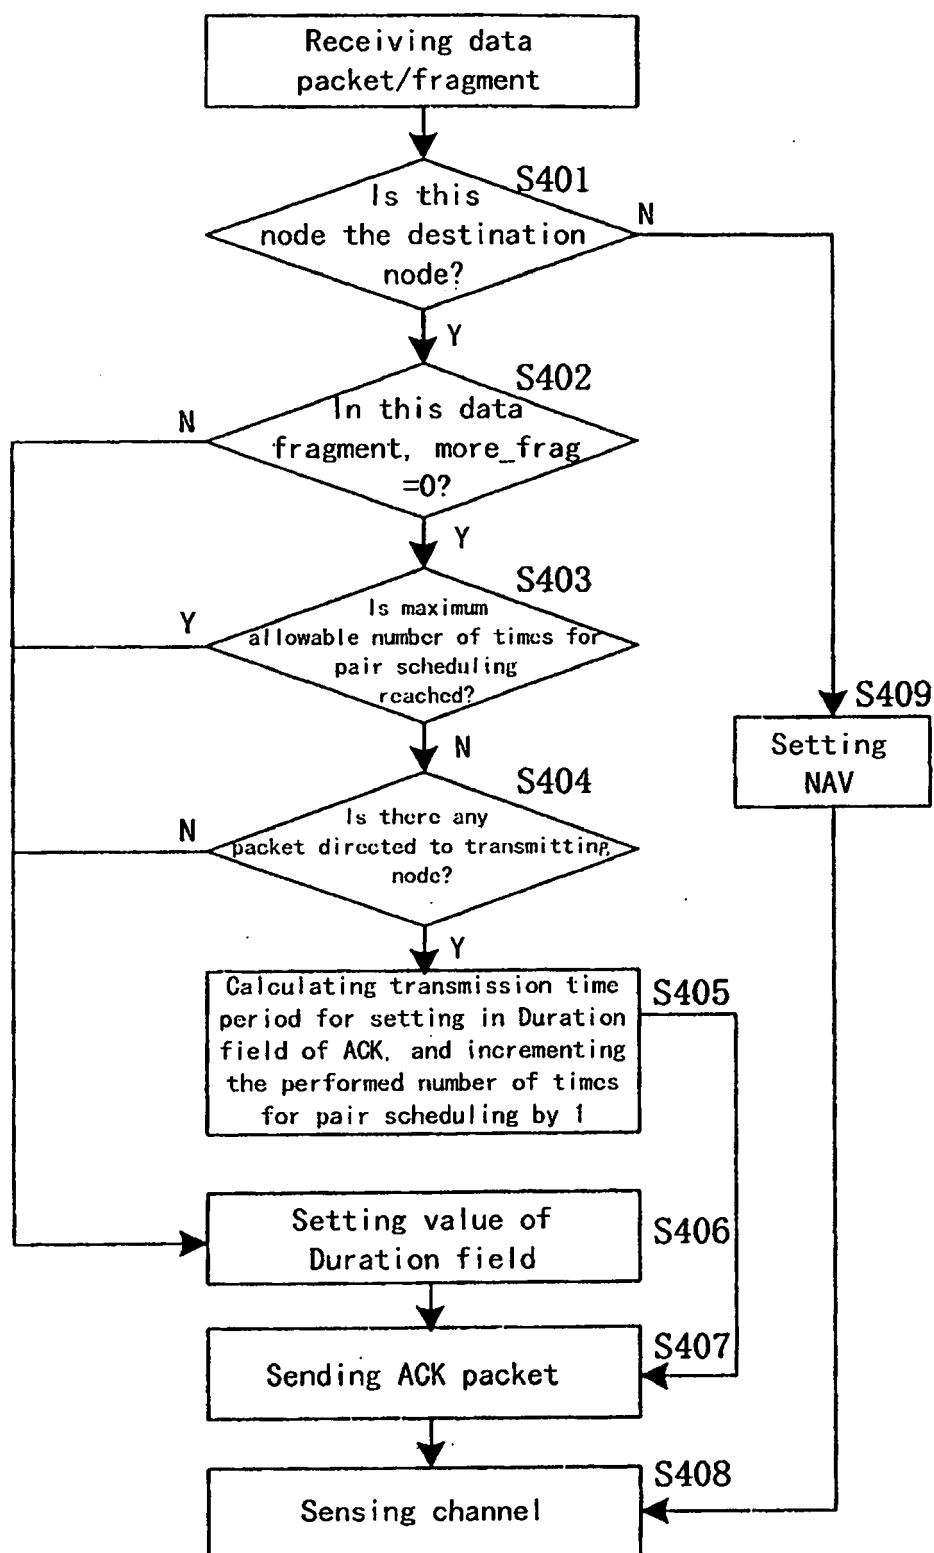 Receiving data
packet/fragment
S401
Is this
node the destination
node?
N
Y
S402
In this data
fragment, more_frag
=0?
N
Y
S403
Is maximum
allowable number of times for
pair scheduling
reached?
Y
N
S404
Is there any
packet directed to transmitting
node?
N
Y
S409
Setting
NAV
S405
Calculating transmission time
period for setting in Duration
field of ACK, and incrementing
the performed number of times
for pair scheduling by 1
Setting value of
Duration field
S406
Sending ACK packet
S407
Sensing channel
S408